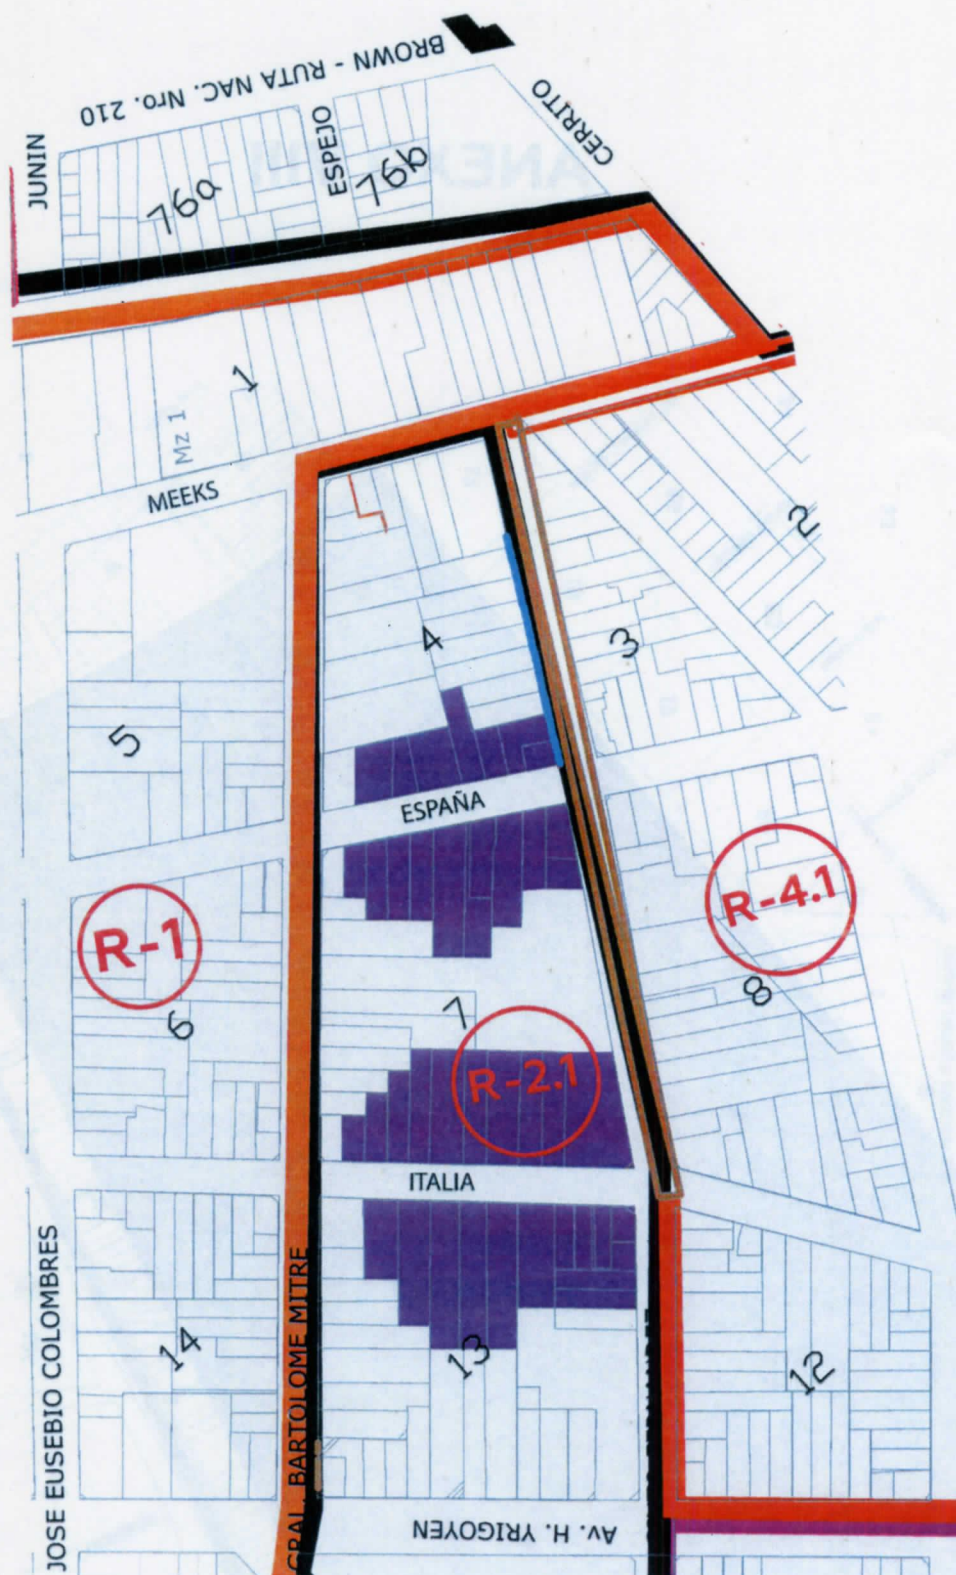 BROWN - RUTA NAC. Nro. 210
CERRITO
JUNIN
ESPEJO
76a
76b
1
Mz 1
MEEKS
2
3
4
5
ESPAÑA
R-1
R-4.1
6
7
8
R-2.1
ITALIA
JOSE EUSEBIO COLOMBRES
GRAL. BARTOLOME MITRE
14
13
12
Av. H. YRIGOYEN